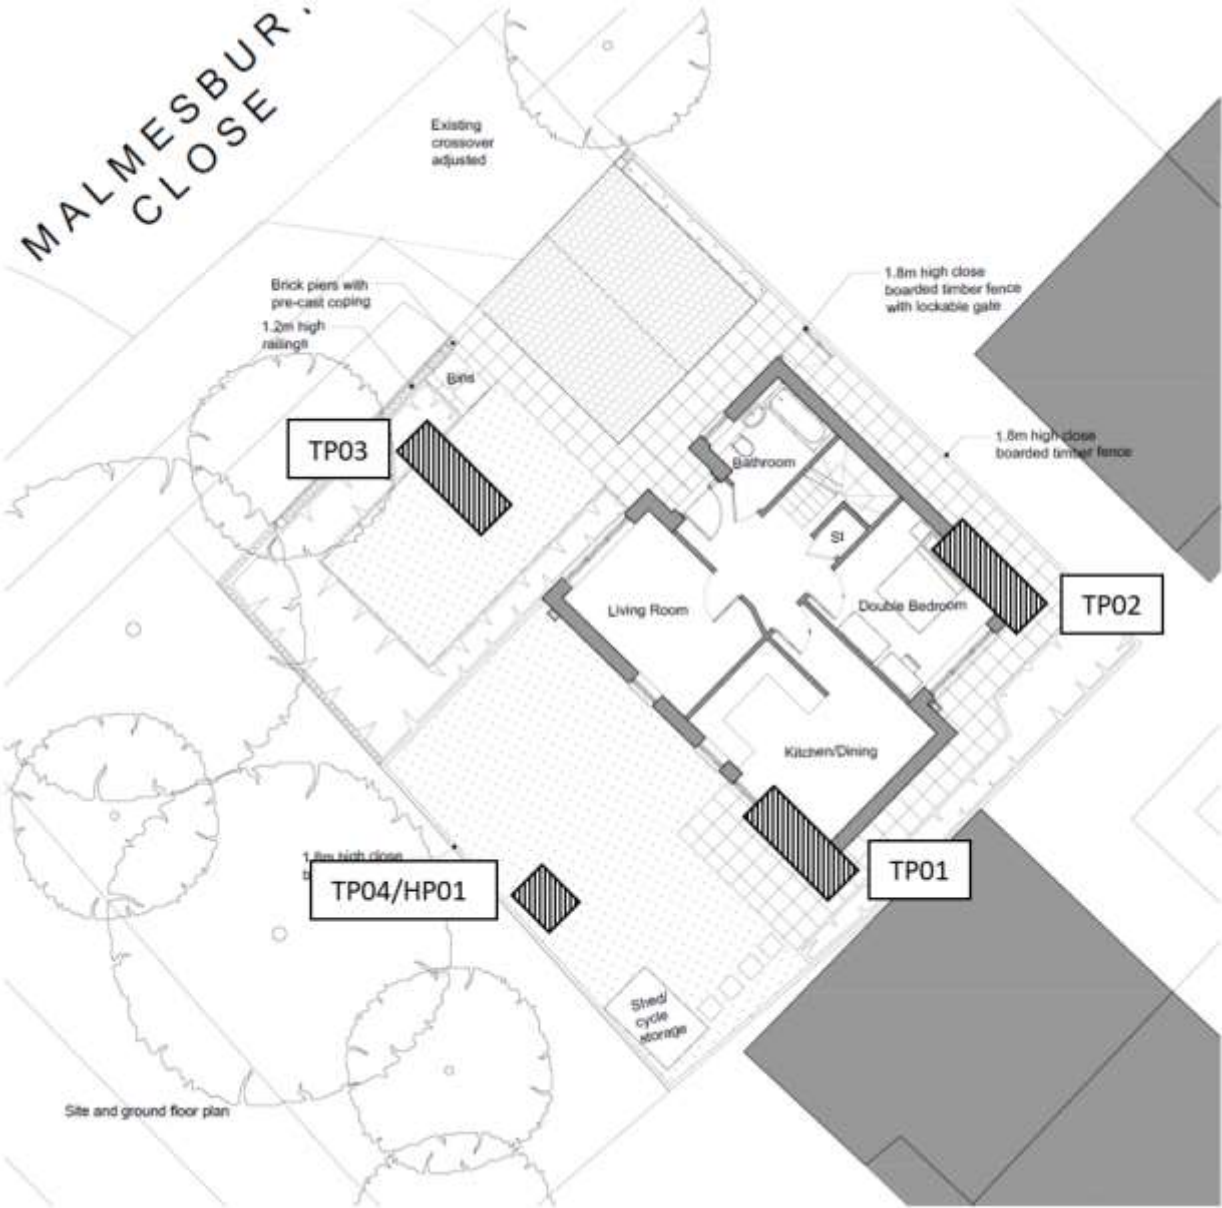 MALMESBUR
CLOSE
Existing
crossover
adjusted
Brick piers with
pre-cast coping
1.2m high
railings
Bins
1.8m high close
boarded timber fence
with lockable gate
1.8m high close
boarded timber fence
TP03
Bathroom
St
Living Room
Double Bedroom
TP02
Kitchen/Dining
1.8m high close
TP04/HP01
TP01
Shed/
cycle
storage
Site and ground floor plan